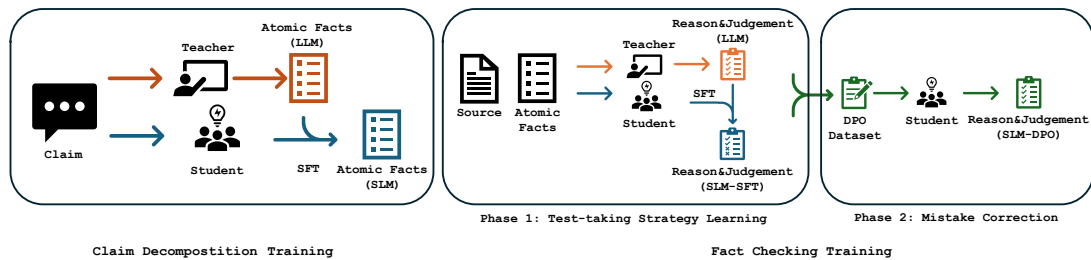 Claim
Teacher
Student
Atomic Facts
(LLM)
SFT
Atomic Facts
(SLM)
Claim Decompostition Training
Source
Atomic
Facts
Teacher
Student
Reason&Judgement
(LLM)
SFT
Reason&Judgement
(SLM-SFT)
Phase 1: Test-taking Strategy Learning
DPO
Dataset
Student
Reason&Judgement
(SLM-DPO)
Phase 2: Mistake Correction
Fact Checking Training